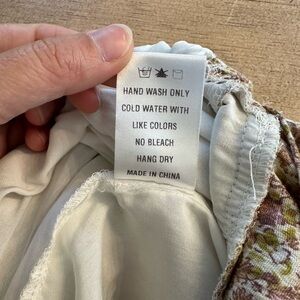 HAND WASH ONLY
COLD WATER WITH
LIKE COLORS
NO BLEACH
HANG DRY
MADE IN CHINA